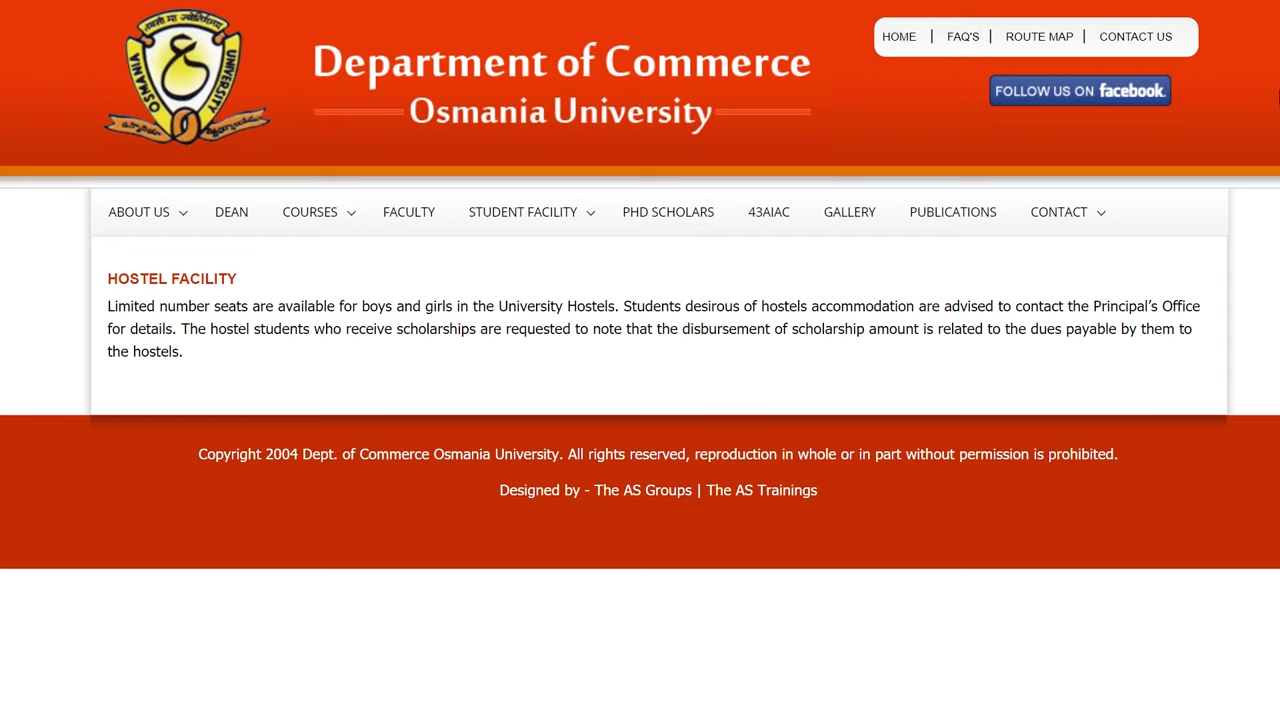 तमसो मा ज्योतिर्गमय
OSMANIA
UNIVERSITY
ع
Department of Commerce
Osmania University
HOME | FAQ'S | ROUTE MAP | CONTACT US
FOLLOW US ON facebook.
ABOUT US DEAN COURSES FACULTY STUDENT FACILITY PHD SCHOLARS 43AIAC GALLERY PUBLICATIONS CONTACT
HOSTEL FACILITY
Limited number seats are available for boys and girls in the University Hostels. Students desirous of hostels accommodation are advised to contact the Principal’s Office
for details. The hostel students who receive scholarships are requested to note that the disbursement of scholarship amount is related to the dues payable by them to
the hostels.
Copyright 2004 Dept. of Commerce Osmania University. All rights reserved, reproduction in whole or in part without permission is prohibited.
Designed by - The AS Groups | The AS Trainings